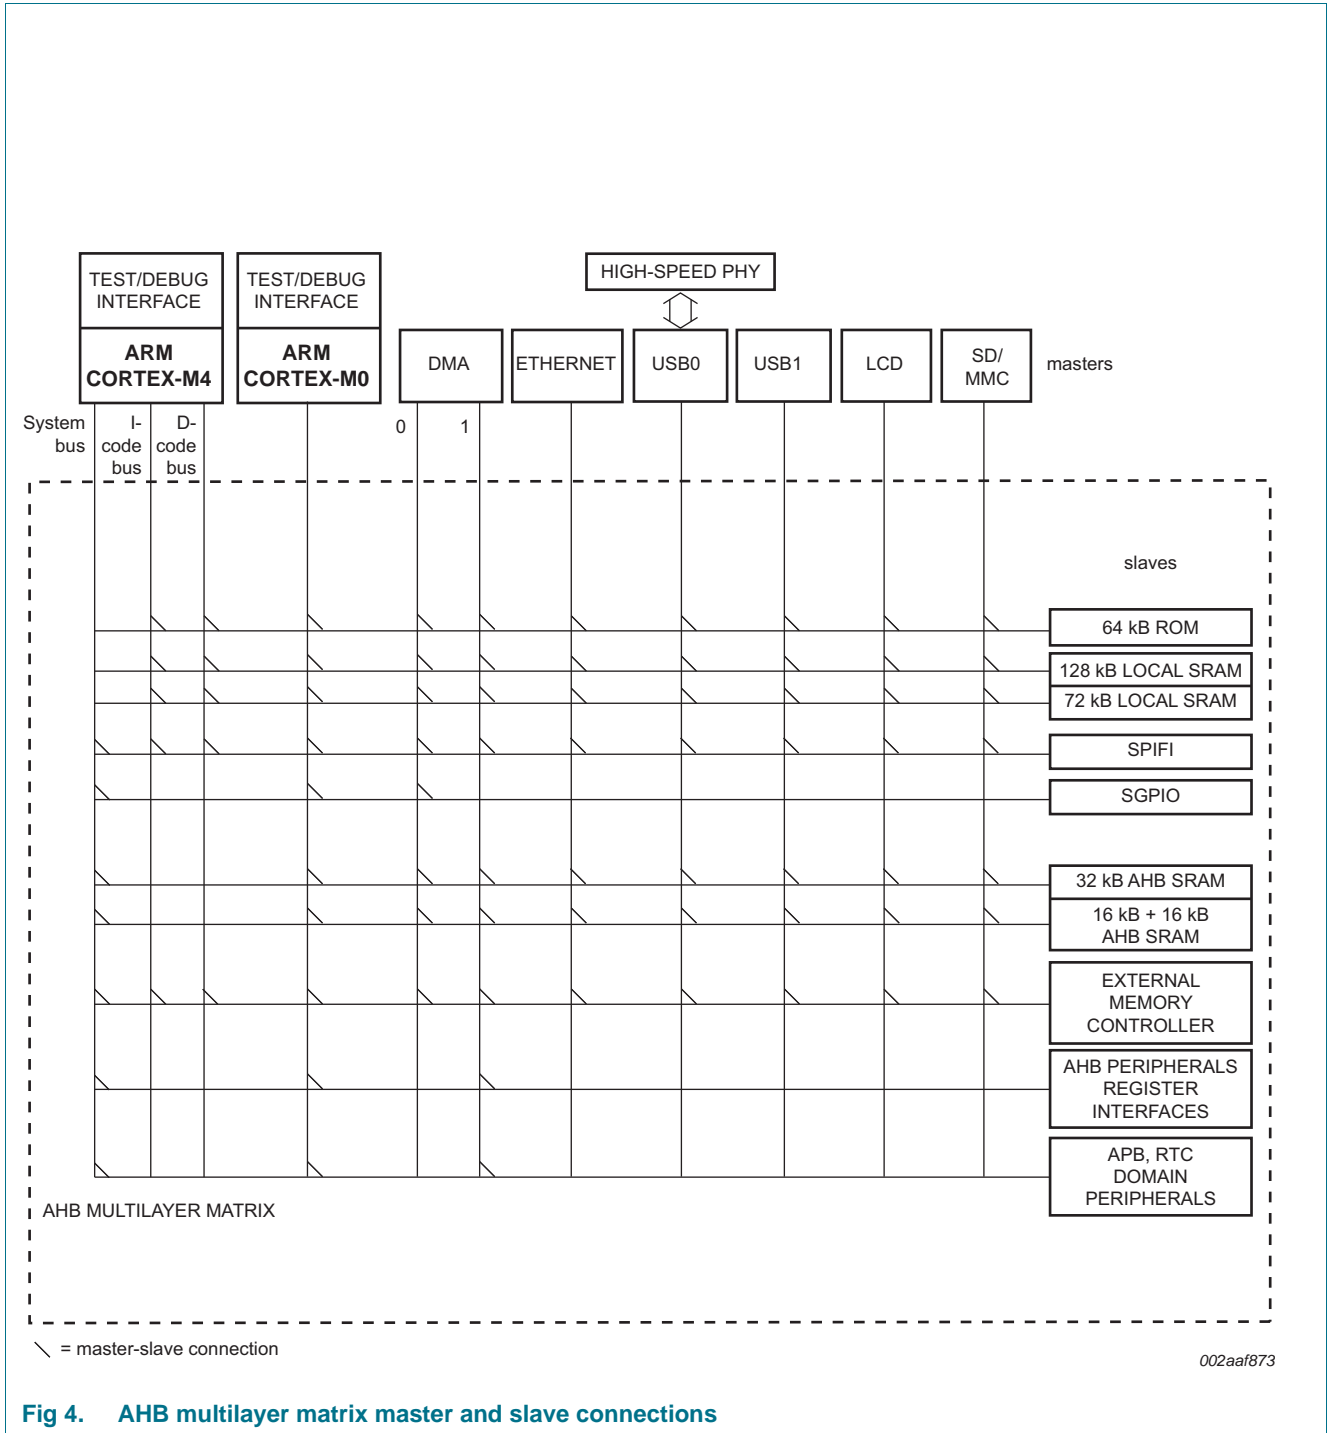 TEST/DEBUG
INTERFACE
TEST/DEBUG
INTERFACE
HIGH-SPEED PHY
ARM
CORTEX-M4
ARM
CORTEX-M0
DMA
ETHERNET
USB0
USB1
LCD
SD/
MMC
masters
System
bus
I-
code
bus
D-
code
bus
0
1
slaves
64 kB ROM
128 kB LOCAL SRAM
72 kB LOCAL SRAM
SPIFI
SGPIO
32 kB AHB SRAM
16 kB + 16 kB
AHB SRAM
EXTERNAL
MEMORY
CONTROLLER
AHB PERIPHERALS
REGISTER
INTERFACES
APB, RTC
DOMAIN
PERIPHERALS
AHB MULTILAYER MATRIX
= master-slave connection
002aaf873
Fig 4. AHB multilayer matrix master and slave connections